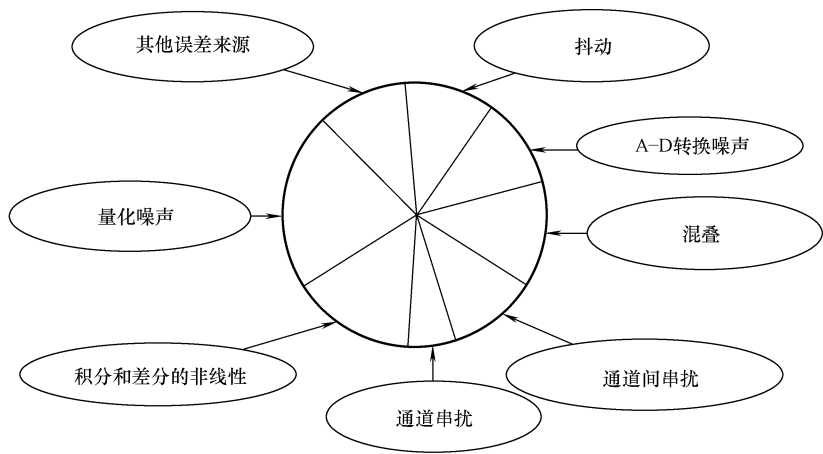 其他误差来源
抖动
A-D转换噪声
量化噪声
混叠
积分和差分的非线性
通道间串扰
通道串扰